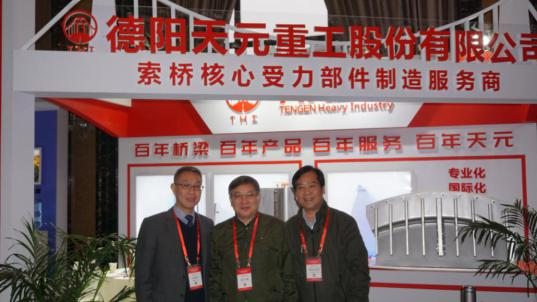 德阳天元重工股份有限公司
THI
索桥核心受力部件制造服务商
THI
TENGEN Heavy Industry
百年桥梁 百年产品 百年服务 百年天元
专业化
国际化